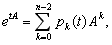 e^{tA} = \sum_{k=0}^{n-2} p_k(t) A^k,